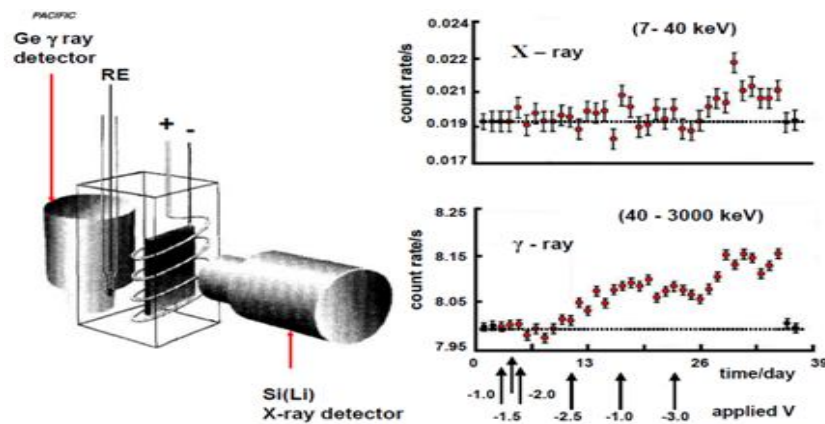 PACIFIC
Ge γ ray
detector
RE
+ -
Si(Li)
X-ray detector
X – ray
(7- 40 keV)
count rate/s
0.024
0.022
0.021
0.019
0.017
(40 - 3000 keV)
γ - ray
count rate/s
8.25
8.15
8.05
7.95
0 13 26 39
time/day
-1.0 -2.0
-1.5 -2.5 -1.0 -3.0 applied V